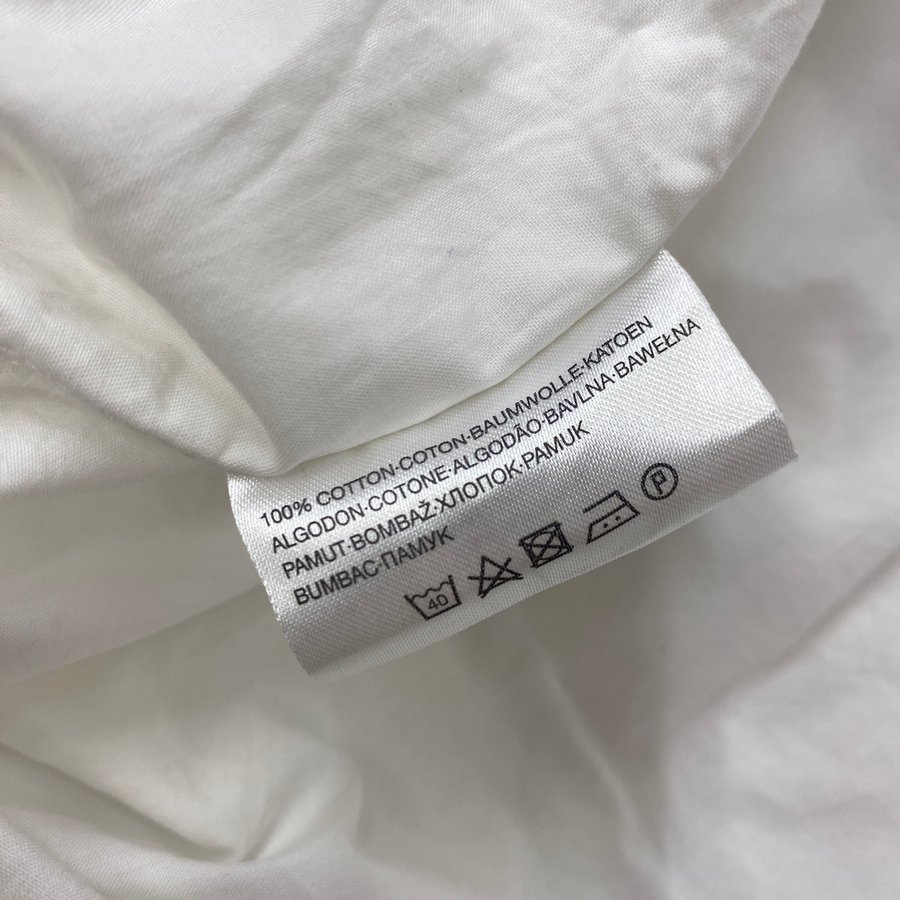 100% COTTON·COTON·BAUMWOLLE·KATOEN
ALGODON·COTONE·ALGODÃO·BAVLNA·BAWEŁNA
PAMUT·BOMBAŽ·ХЛОПОК·PAMUK
BUMBAC·ПАМУК
40 P